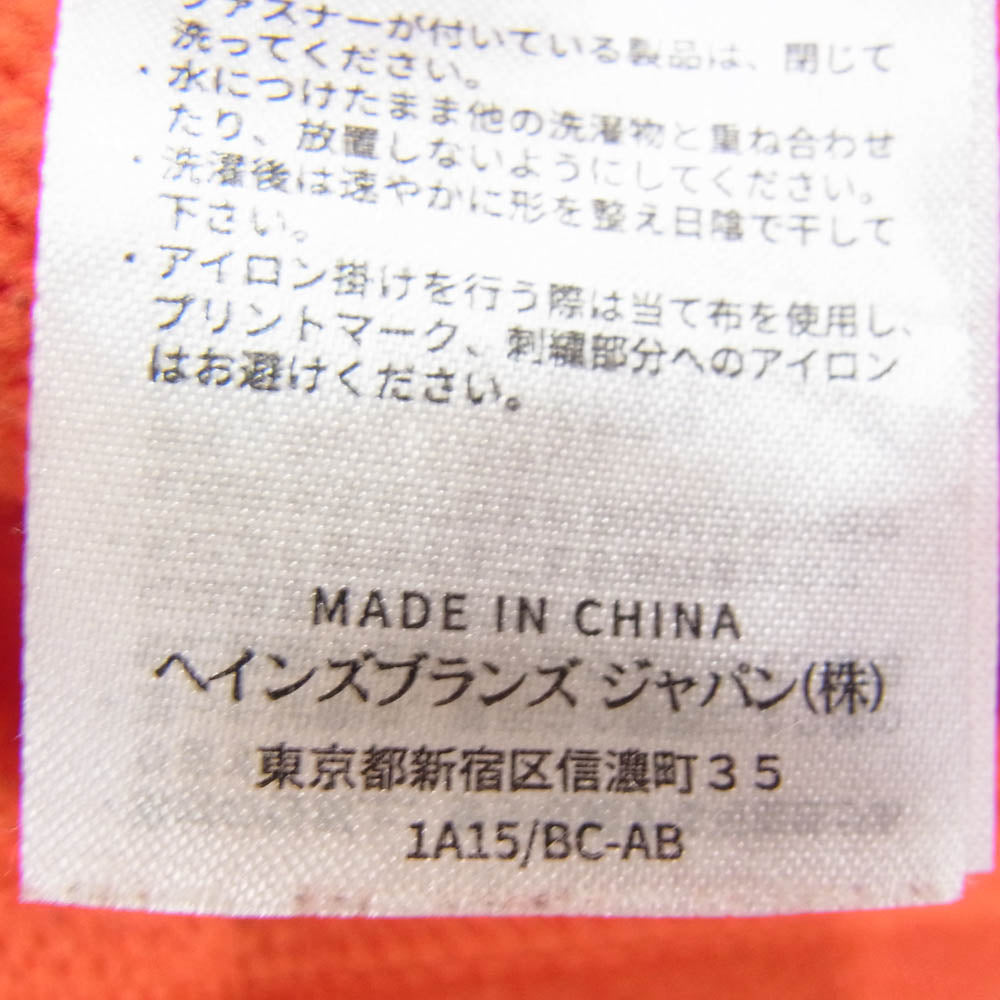 ファスナーが付いている製品は、閉じて
洗ってください。
・水につけたまま他の洗濯物と重ね合わせ
たり、放置しないようにしてください。
・洗濯後は速やかに形を整え日陰で干して
下さい。
・アイロン掛けを行う際は当て布を使用し、
プリントマーク、刺繍部分へのアイロン
はお避けください。
MADE IN CHINA
ヘインズブランズ ジャパン(株)
東京都新宿区信濃町３５
1A15/BC-AB